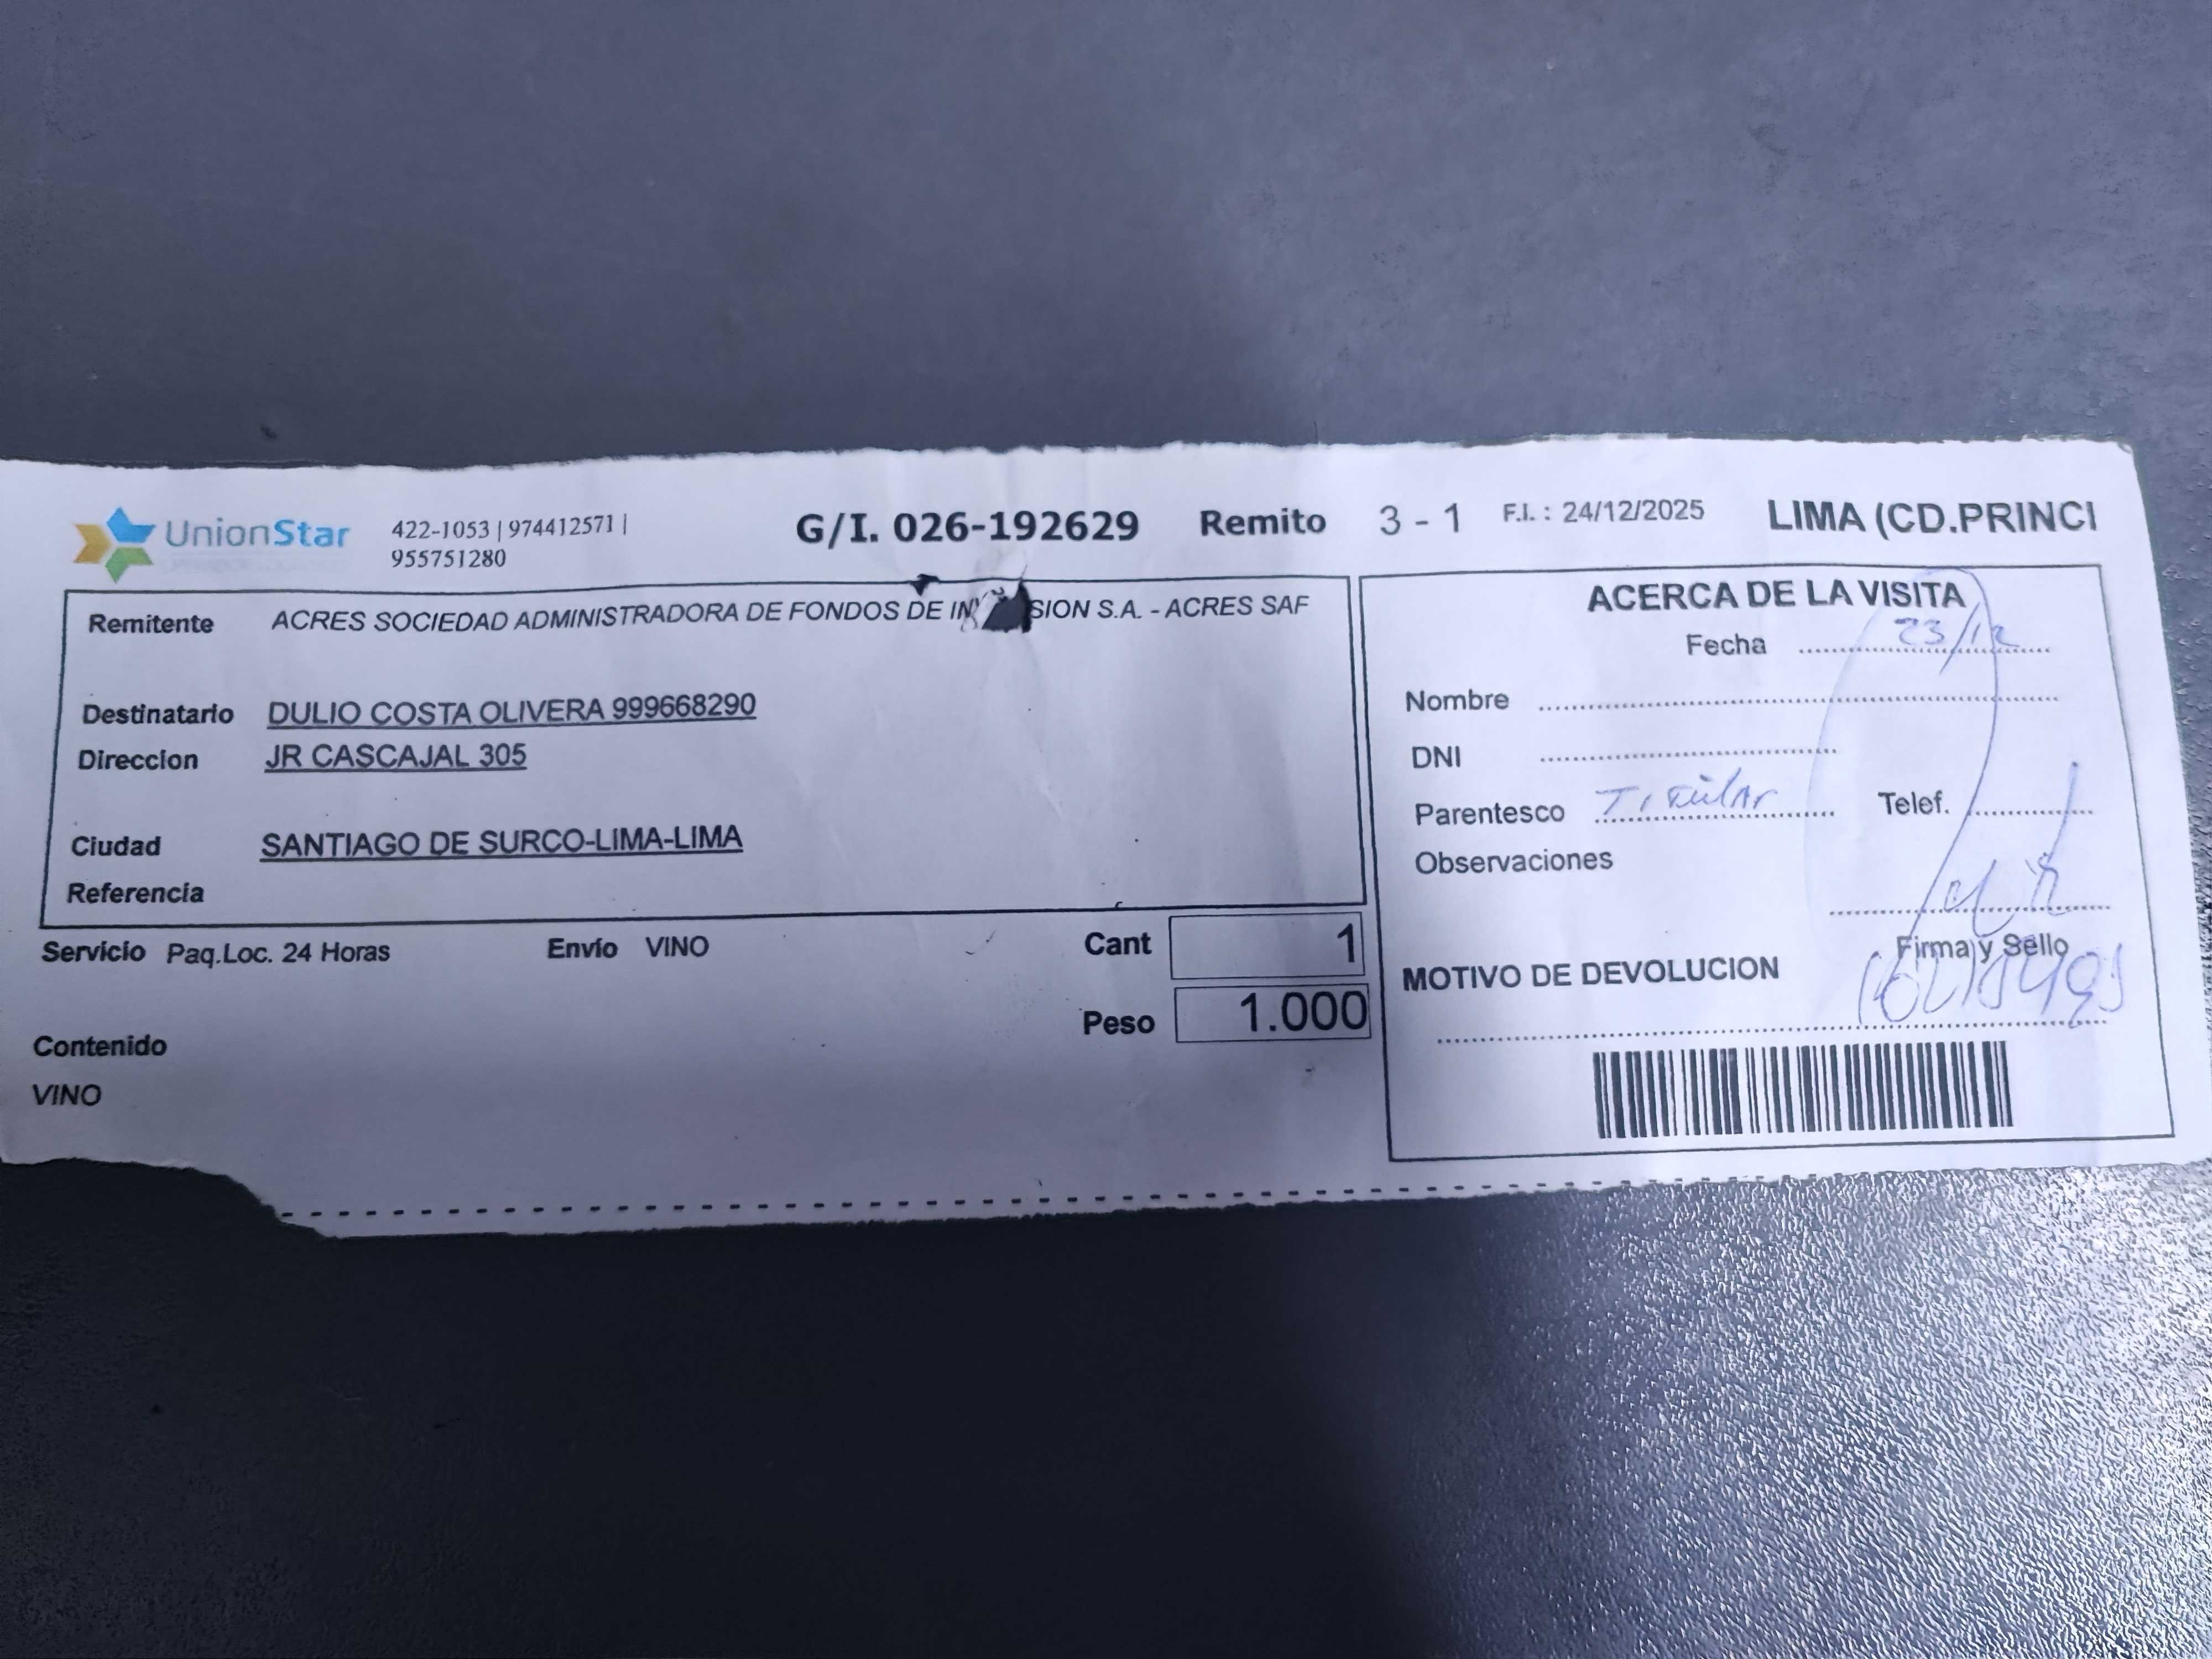 UnionStar
422-1053 | 974412571 |
955751280
G/I. 026-192629 Remito 3 - 1 F.I. : 24/12/2025 LIMA (CD.PRINCI
Remitente ACRES SOCIEDAD ADMINISTRADORA DE FONDOS DE SION S.A. - ACRES SAF
Destinatario DULIO COSTA OLIVERA 999668290
Direccion JR CASCAJAL 305
Ciudad SANTIAGO DE SURCO-LIMA-LIMA
Referencia
Servicio Paq.Loc. 24 Horas Envío VINO
Cant 1
Peso 1.000
Contenido
VINO
ACERCA DE LA VISITA
Fecha 23/12
Nombre
DNI
Parentesco Titular Telef.
Observaciones
Firma y Sello
MOTIVO DE DEVOLUCION